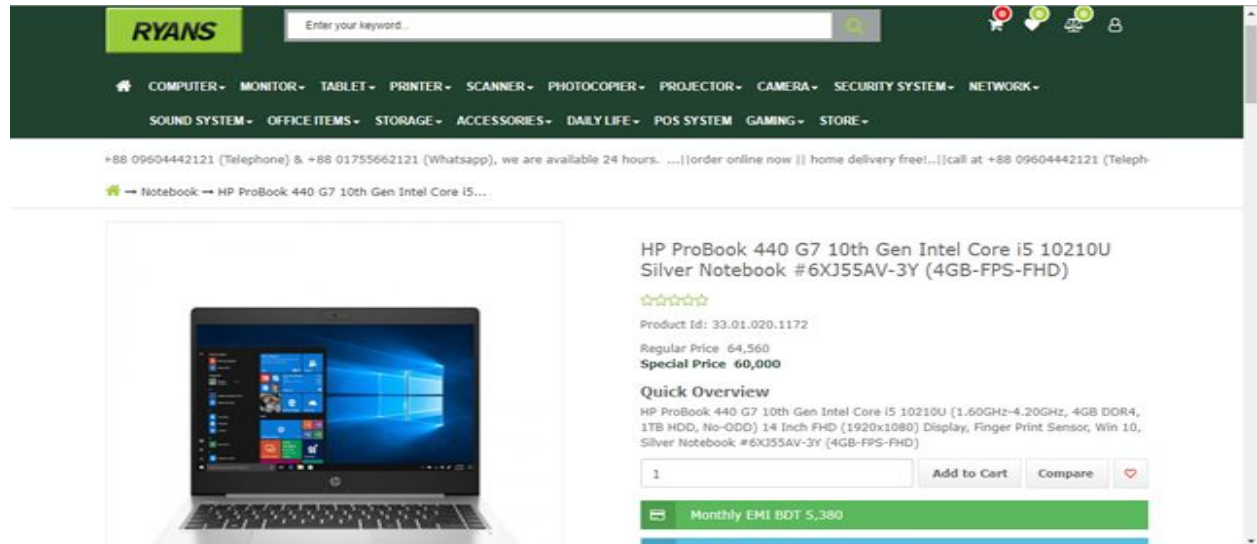 RYANS
Enter your keyword...
0 0 0
COMPUTER MONITOR TABLET PRINTER SCANNER PHOTOCOPIER PROJECTOR CAMERA SECURITY SYSTEM NETWORK
SOUND SYSTEM OFFICE ITEMS STORAGE ACCESSORIES DAILY LIFE POS SYSTEM GAMING STORE
+88 09604442121 (Telephone) & +88 01755662121 (Whatsapp), we are available 24 hours. ....||order online now || home delivery free!..||call at +88 09604442121 (Teleph
→ Notebook → HP ProBook 440 G7 10th Gen Intel Core i5...
HP ProBook 440 G7 10th Gen Intel Core i5 10210U
Silver Notebook #6XJ55AV-3Y (4GB-FPS-FHD)
Product Id: 33.01.020.1172
Regular Price 64,560
Special Price 60,000
Quick Overview
HP ProBook 440 G7 10th Gen Intel Core i5 10210U (1.60GHz-4.20GHz, 4GB DDR4,
1TB HDD, No-ODD) 14 Inch FHD (1920x1080) Display, Finger Print Sensor, Win 10,
Silver Notebook #6XJ55AV-3Y (4GB-FPS-FHD)
1
Add to Cart Compare
Monthly EMI BDT 5,380
hp